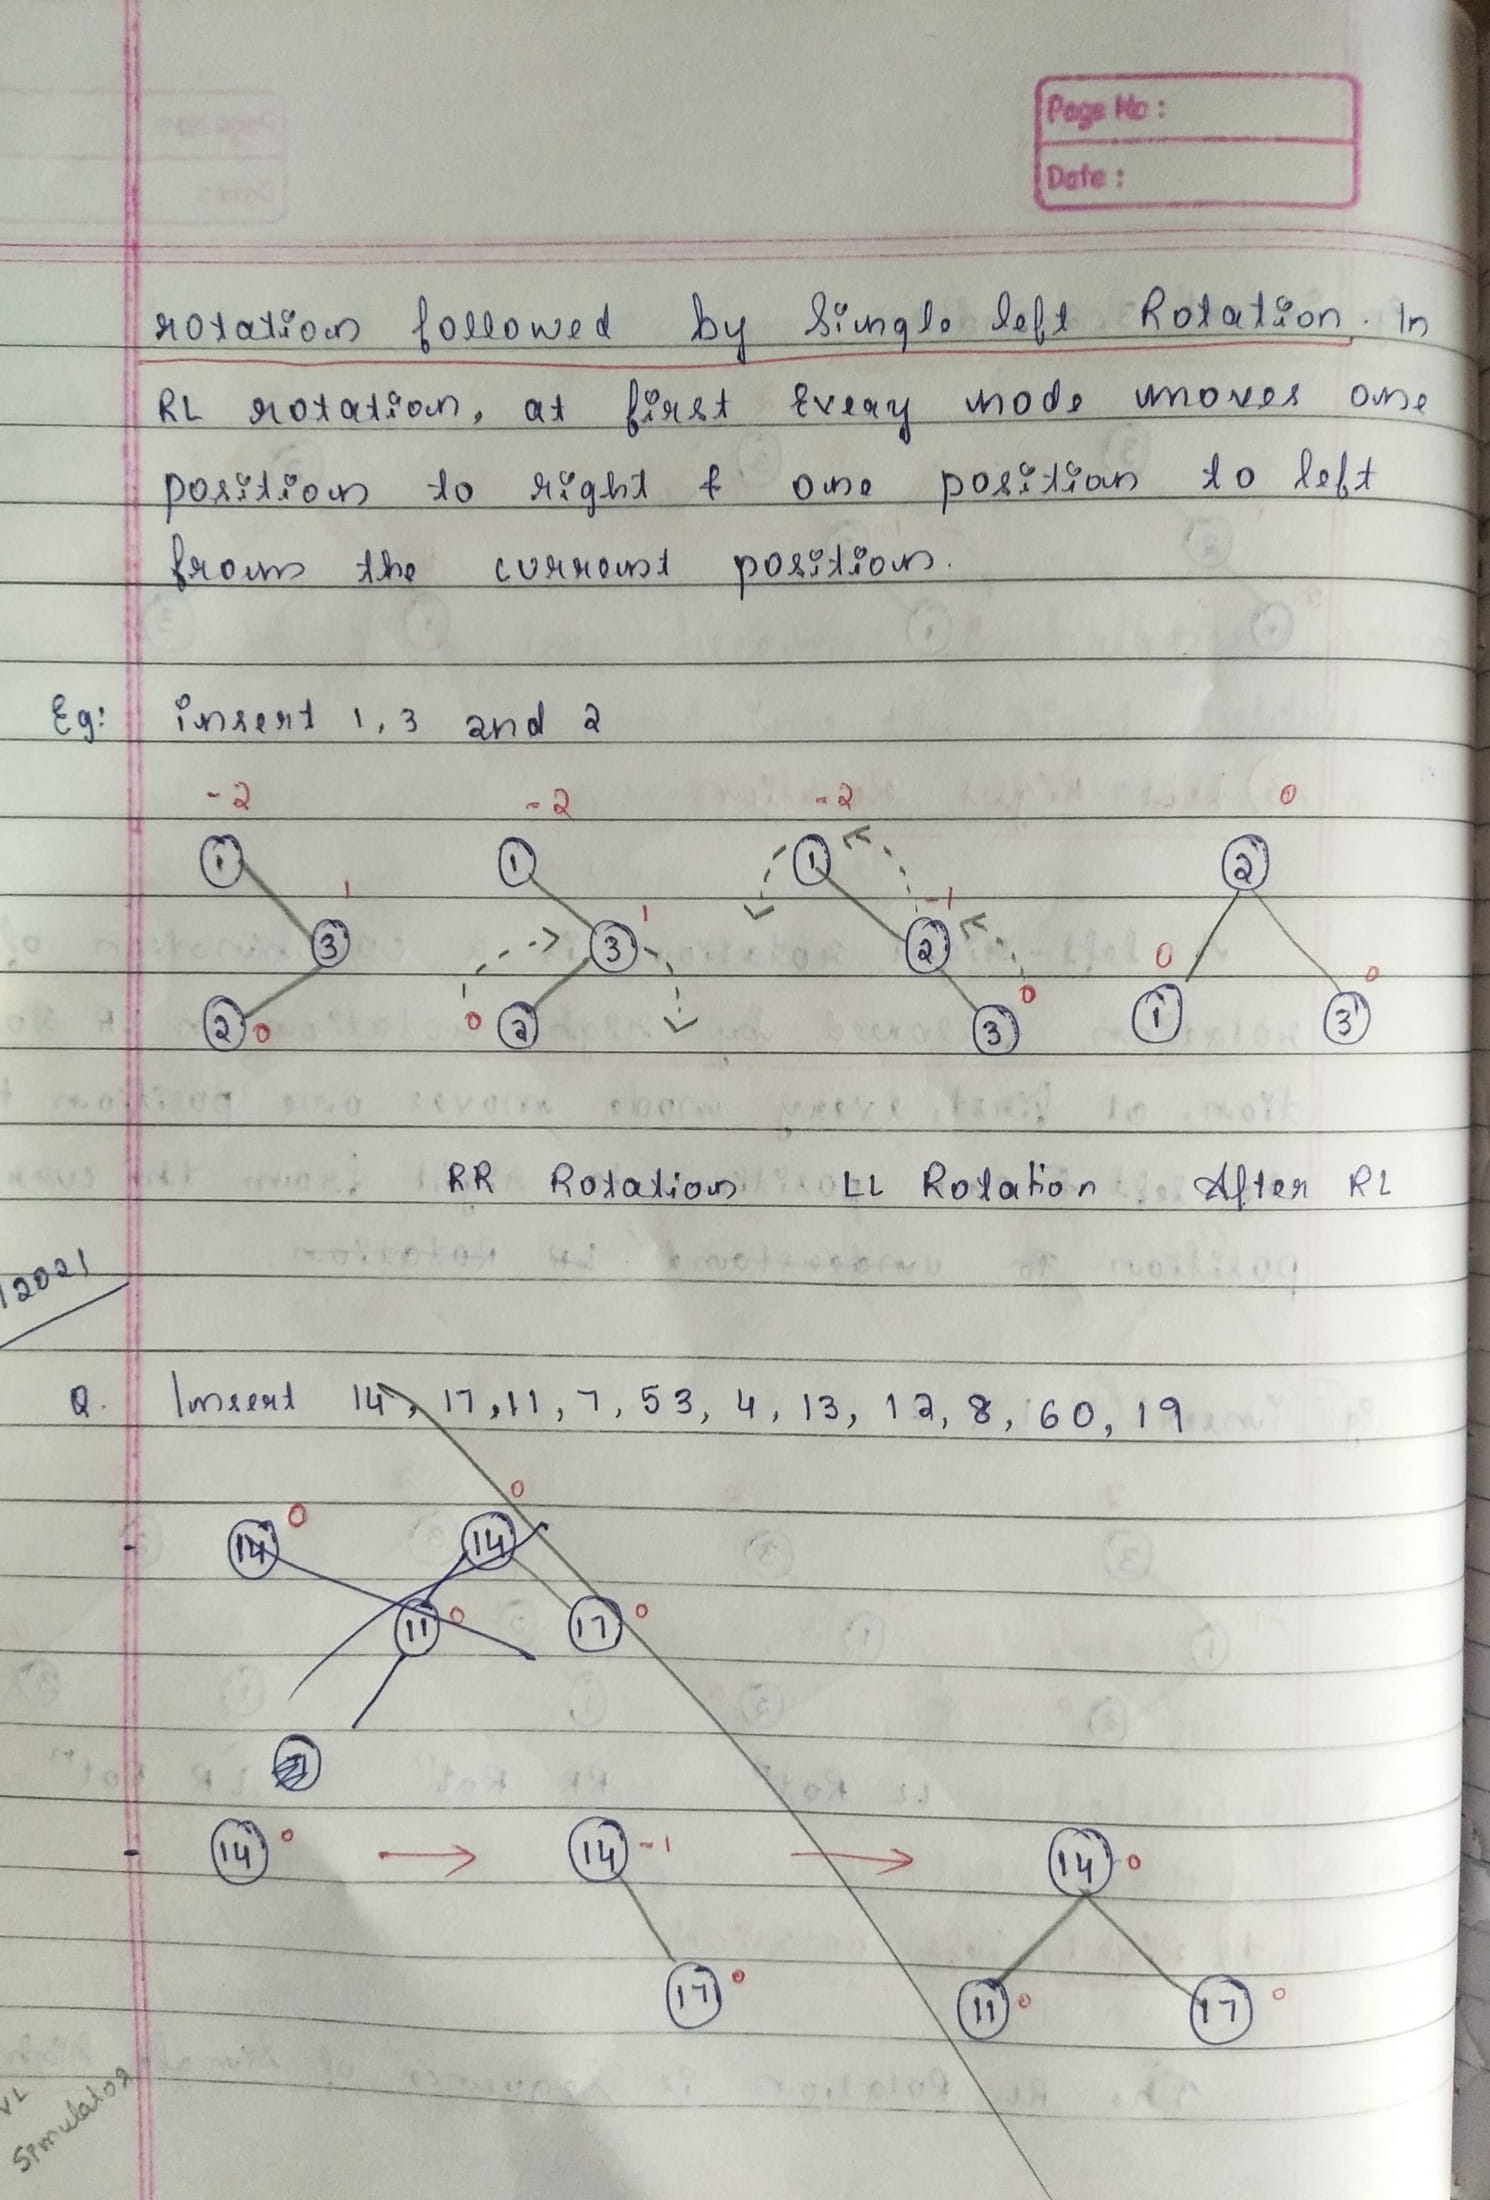 Page No :
Date :
rotation followed by Single left Rotation. In
RL rotation, at first Every node moves one
position to right & one position to left
from the current position.
Eg: insert 1, 3 and 2
-2 -2 -2 0
1 1 1 2
1 1 -1
3 3 2 0 0
2 0 0 2 0 3 1 3
RR Rotation LL Rotation After RL
/2021
Q. Insert 14, 17, 11, 7, 53, 4, 13, 12, 8, 60, 19
0 0
14 14
11 0 17 0
14 0 14 -1 14 0
17 0 11 0 17 0
Simulator